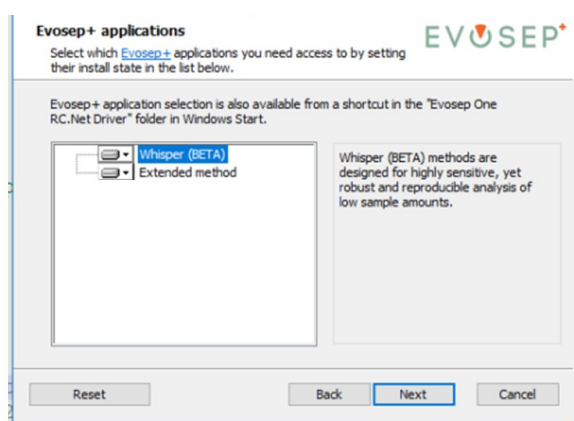 Evosep+ applications
EVOSEP+
Select which Evosep+ applications you need access to by setting
their install state in the list below.
Evosep+ application selection is also available from a shortcut in the "Evosep One
RC.Net Driver" folder in Windows Start.
Whisper (BETA)
Extended method
Whisper (BETA) methods are
designed for highly sensitive, yet
robust and reproducible analysis of
low sample amounts.
Reset
Back
Next
Cancel